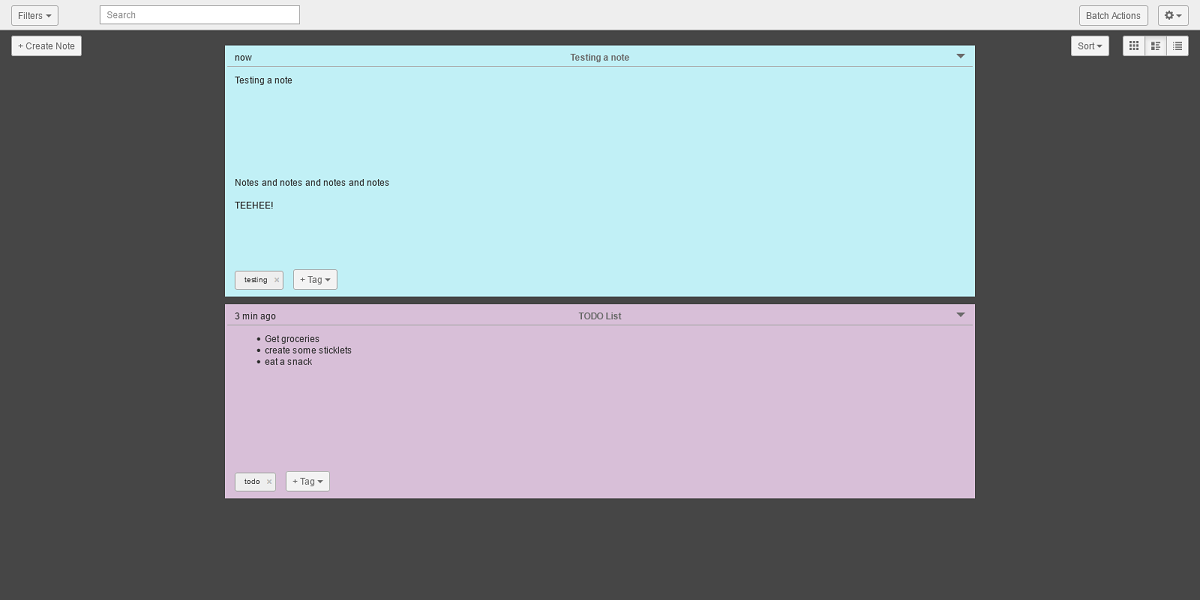 Filters
Search
Batch Actions
+ Create Note
Sort
now
Testing a note
Testing a note
Notes and notes and notes and notes
TEEHEE!
testing ×
+ Tag
3 min ago
TODO List
• Get groceries
• create some sticklets
• eat a snack
todo ×
+ Tag